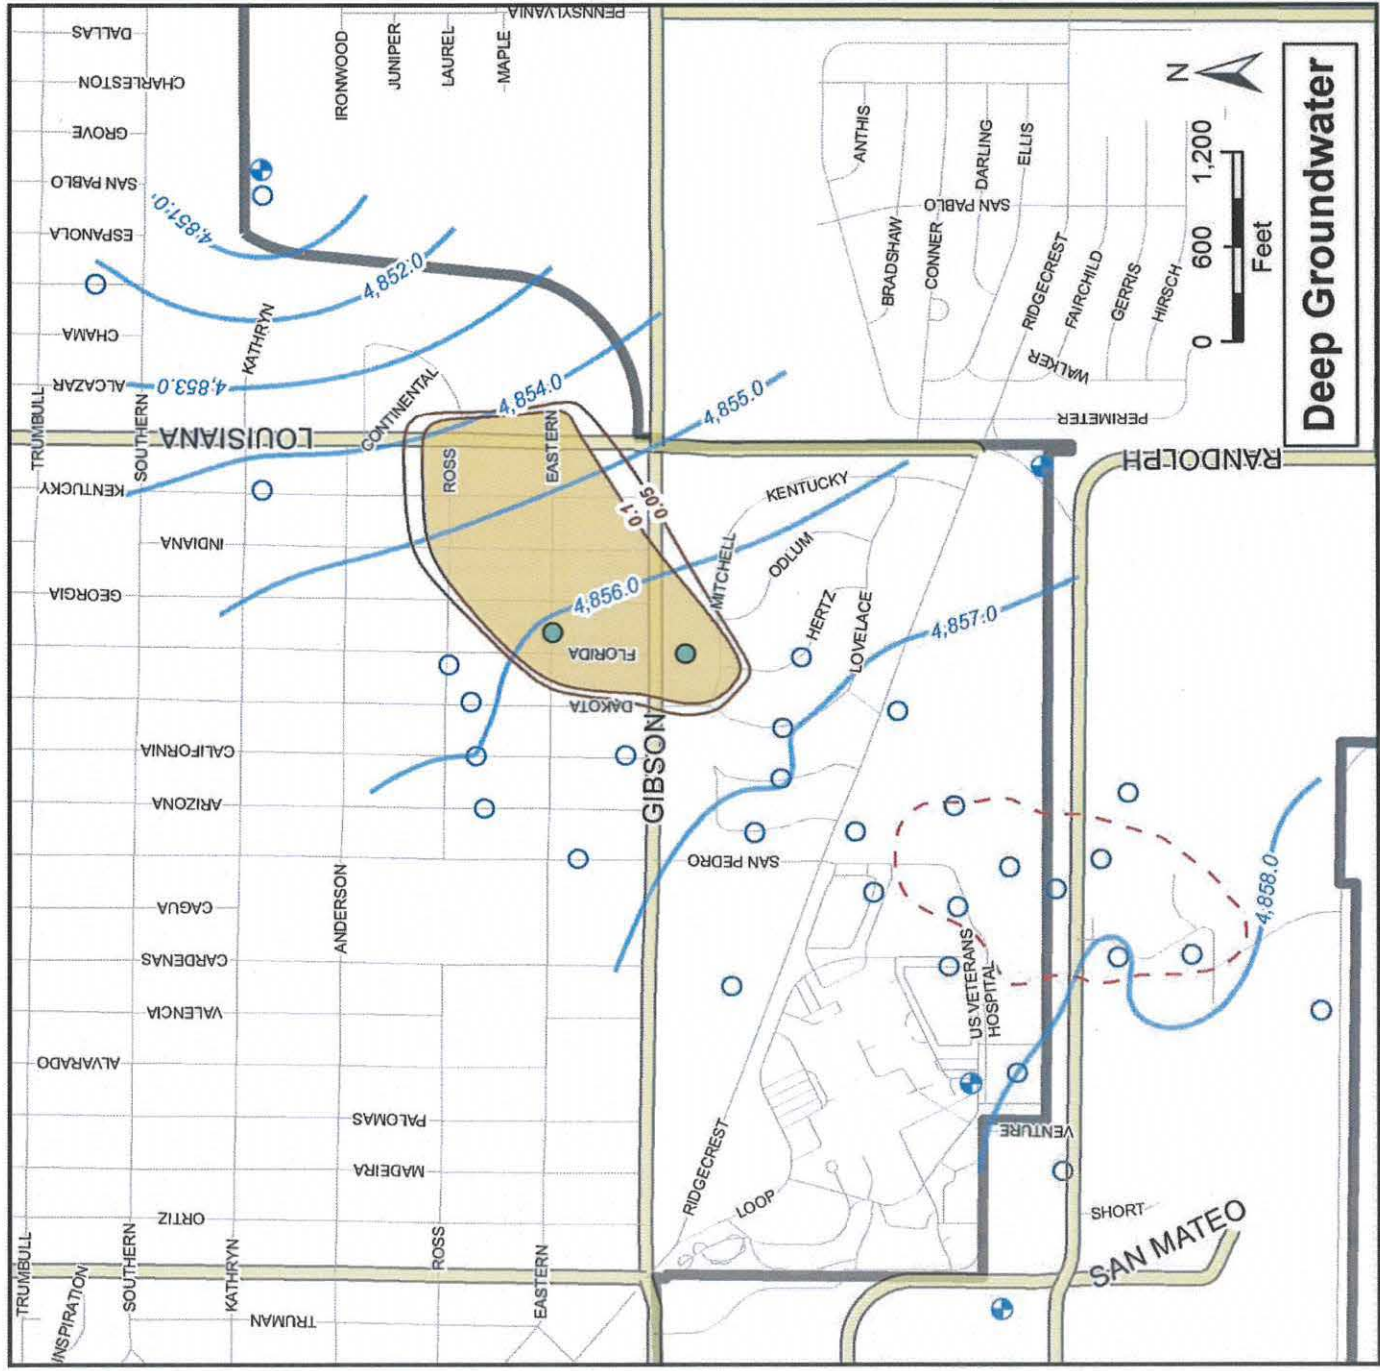 DALLAS
CHARLESTON
GROVE
SAN PABLO
ESPANOLA
CHAMA
ALCAZAR
TRUMBULL
SOUTHERN
KATHRYN
IRONWOOD
JUNIPER
LAUREL
MAPLE
PENNSYLVANIA
4,851.0
4,852.0
4,853.0
4,854.0
4,855.0
4,856.0
4,857.0
4,858.0
LOUISIANA
CONTINENTAL
KENTUCKY
INDIANA
GEORGIA
ROSS
EASTERN
0.1
0.05
FLORIDA
DAKOTA
CALIFORNIA
ARIZONA
GIBSON
MITCHELL
KENTUCKY
ODLUM
HERTZ
LOVELACE
SAN PEDRO
ANDERSON
CAGUA
CARDENAS
VALENCIA
ALVARADO
PALOMAS
MADEIRA
ORTIZ
TRUMBULL
INSPIRATION
SOUTHERN
KATHRYN
TRUMAN
ROSS
EASTERN
RIDGECREST
LOOP
US VETERANS
HOSPITAL
VENTURE
SHORT
SAN MATEO
ANTHIS
BRADSHAW
CONNER
SAN PABLO
DARLING
ELLIS
RIDGECREST
FAIRCHILD
GERRIS
HIRSCH
WALKER
PERIMETER
RANDOLPH
N
0 600 1,200
Feet
Deep Groundwater